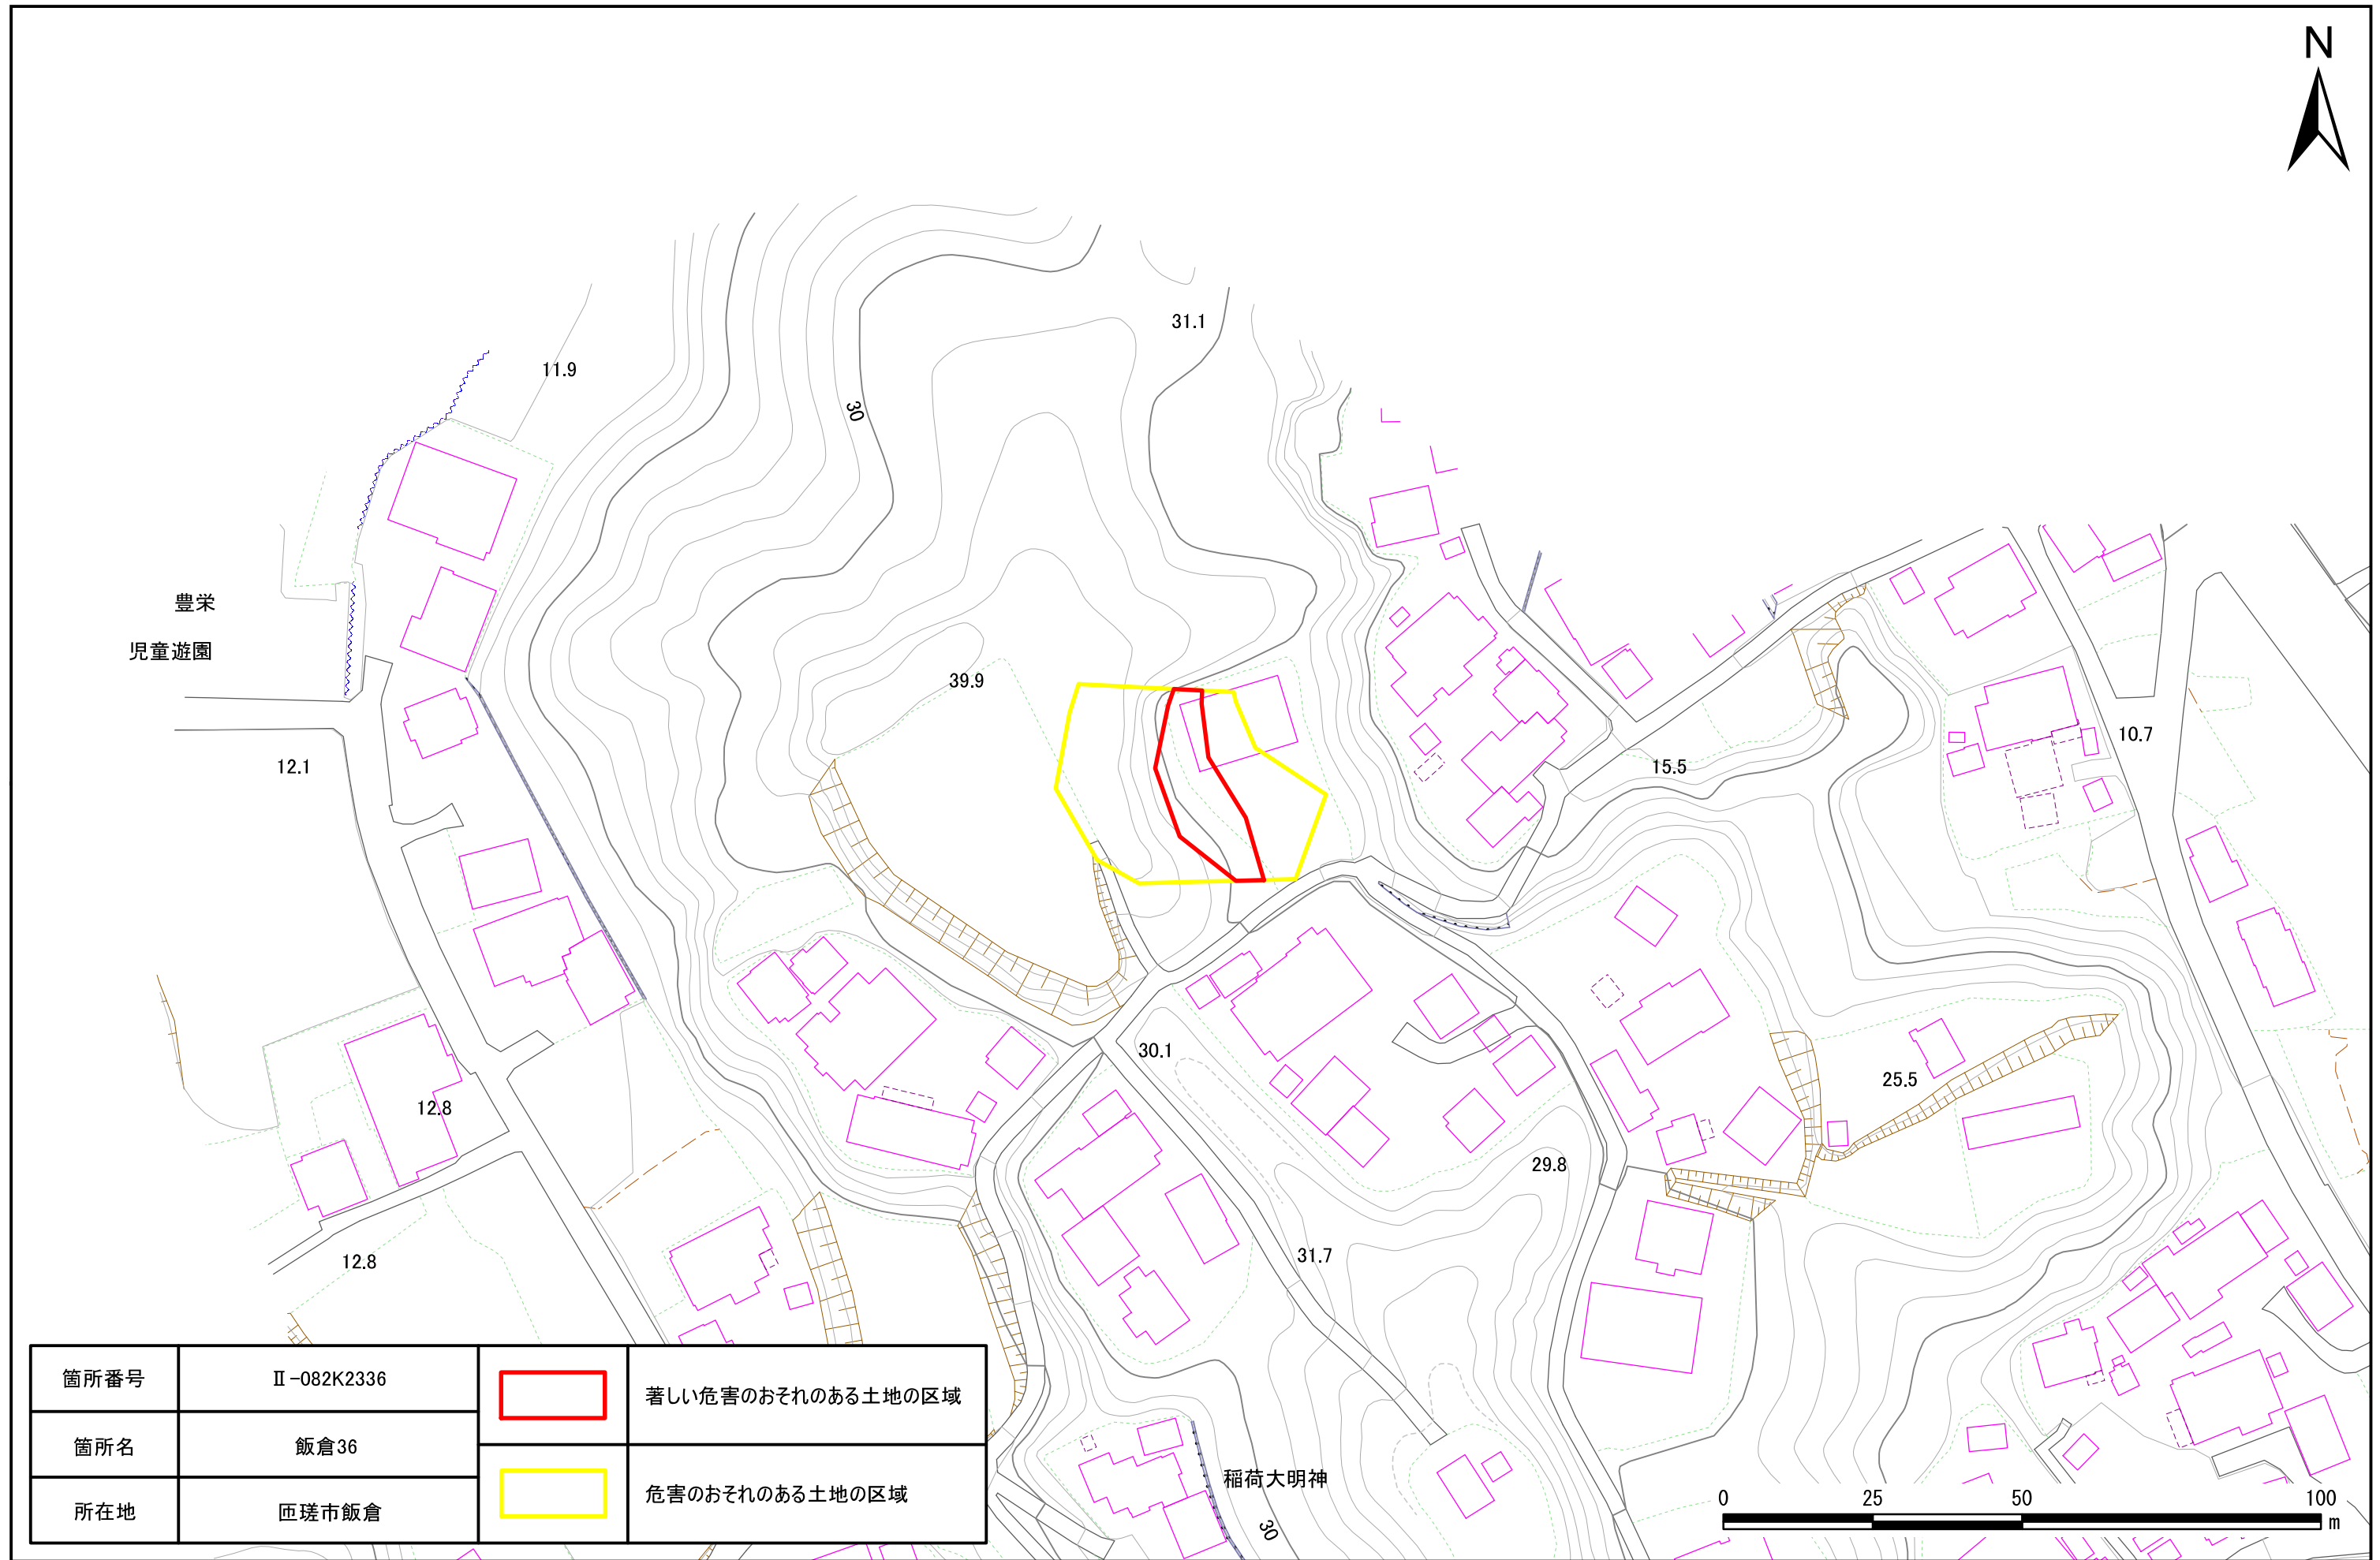 N
31.1
11.9
30
豊栄
児童遊園
39.9
10.7
12.1
15.5
30.1
25.5
12.8
29.8
31.7
12.8
箇所番号 Ⅱ-082K2336
著しい危害のおそれのある土地の区域
箇所名 飯倉36
危害のおそれのある土地の区域
所在地 匝瑳市飯倉
稲荷大明神
30
0 25 50 100
m